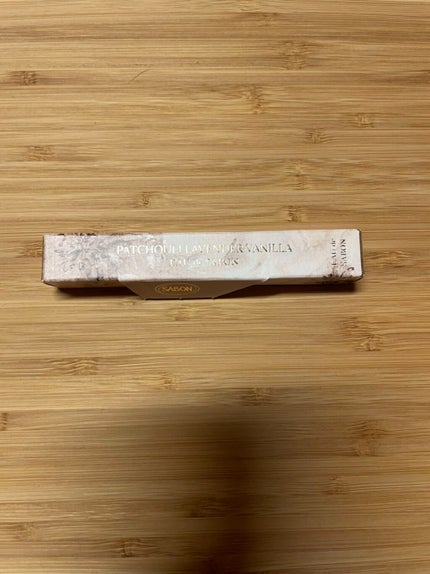 PATCHOULI LAVENDER VANILLA
EAU DE SABON
SABON
EAU de
SABON